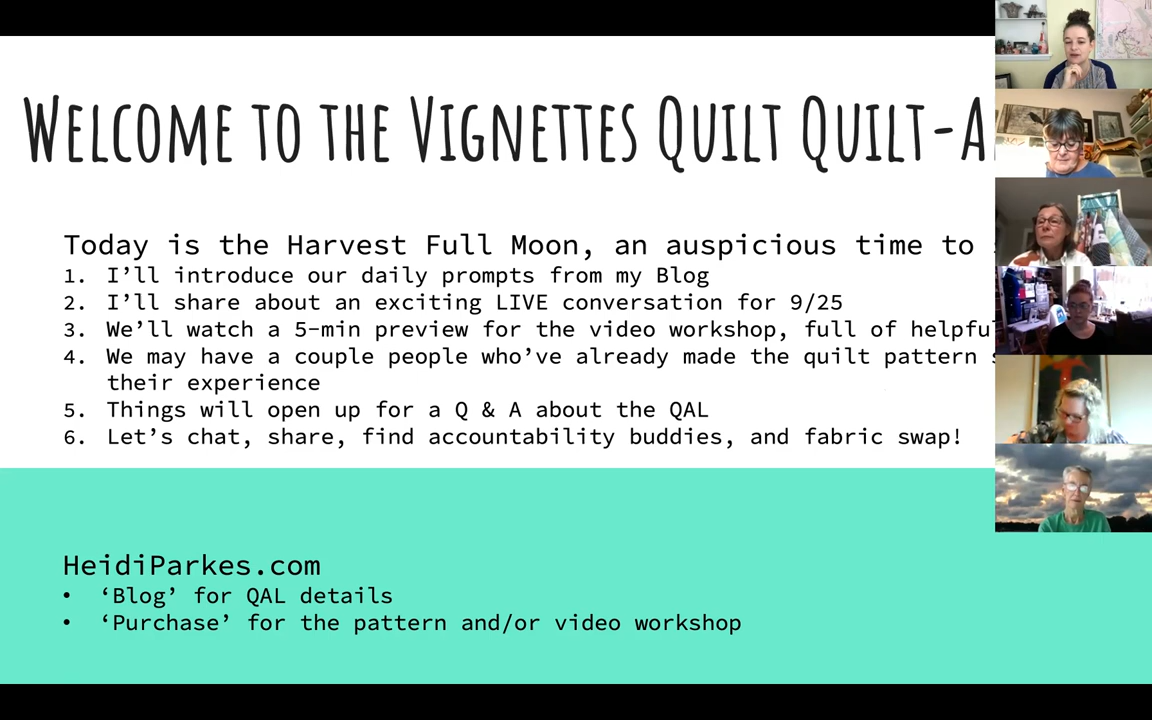 WELCOME TO THE VIGNETTES QUILT QUILT-A
Today is the Harvest Full Moon, an auspicious time to
1. I’ll introduce our daily prompts from my Blog
2. I’ll share about an exciting LIVE conversation for 9/25
3. We’ll watch a 5-min preview for the video workshop, full of helpful
4. We may have a couple people who’ve already made the quilt pattern
their experience
5. Things will open up for a Q & A about the QAL
6. Let’s chat, share, find accountability buddies, and fabric swap!
HeidiParkes.com
• ‘Blog’ for QAL details
• ‘Purchase’ for the pattern and/or video workshop